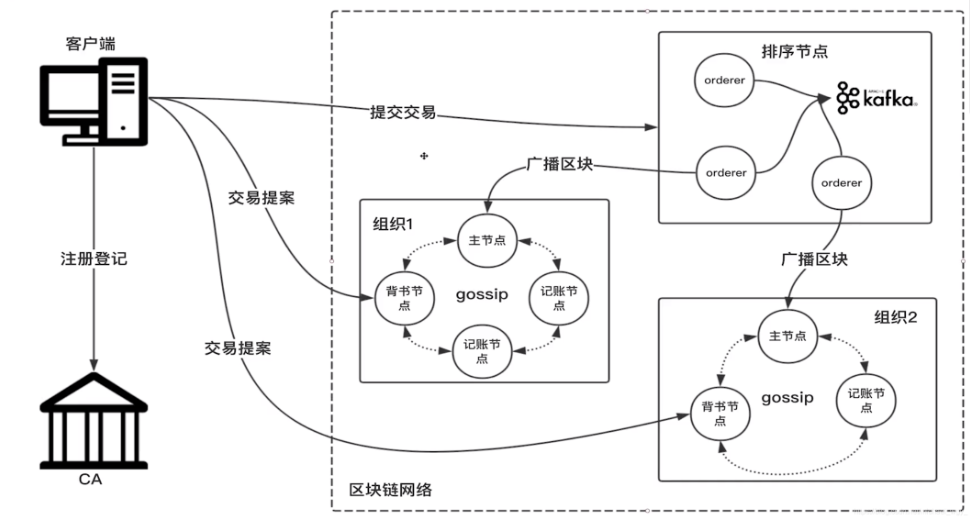 客户端
排序节点
orderer
kafka
提交交易
orderer
orderer
广播区块
交易提案
组织1
主节点
注册登记
广播区块
背书节
点
gossip
记账节
点
组织2
主节点
交易提案
记账节
点
背书节
点
gossip
记账节
点
CA
区块链网络